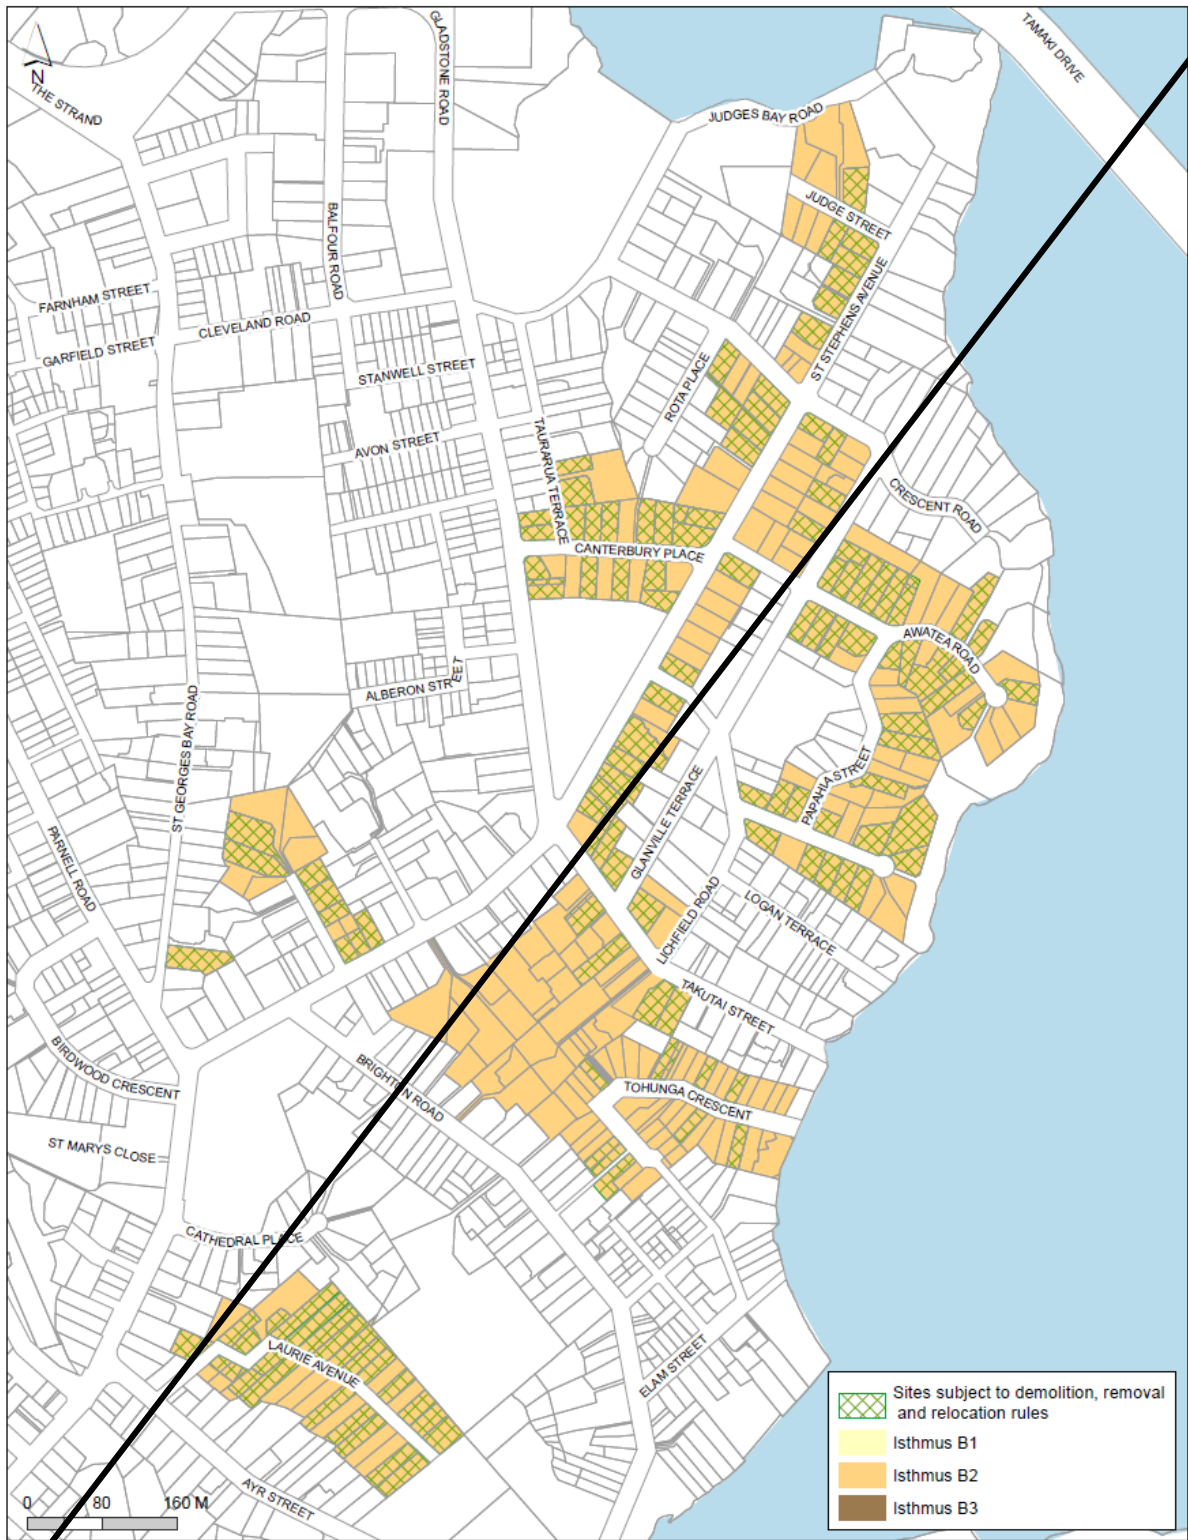 TAMAKI DRIVE
GLADSTONE ROAD
N
THE STRAND
JUDGES BAY ROAD
JUDGE STREET
BALFOUR ROAD
ST STEPHENS AVENUE
FARNHAM STREET
CLEVELAND ROAD
GARFIELD STREET
STANWELL STREET
ROTA PLACE
AVON STREET
TAURARUA TERRACE
CRESCENT ROAD
CANTERBURY PLACE
AWATEA ROAD
ALBERON STREET
ST GEORGES BAY ROAD
PAPAHIA STREET
GLANVILLE TERRACE
PARNELL ROAD
LOGAN TERRACE
LICHFIELD ROAD
TAKUTAI STREET
BIRDWOOD CRESCENT
BRIGHTON ROAD
TOHUNGA CRESCENT
ST MARYS CLOSE
CATHEDRAL PLACE
LAURIE AVENUE
ELAM STREET
AYR STREET
0 80 160 M
Sites subject to demolition, removal
and relocation rules
Isthmus B1
Isthmus B2
Isthmus B3